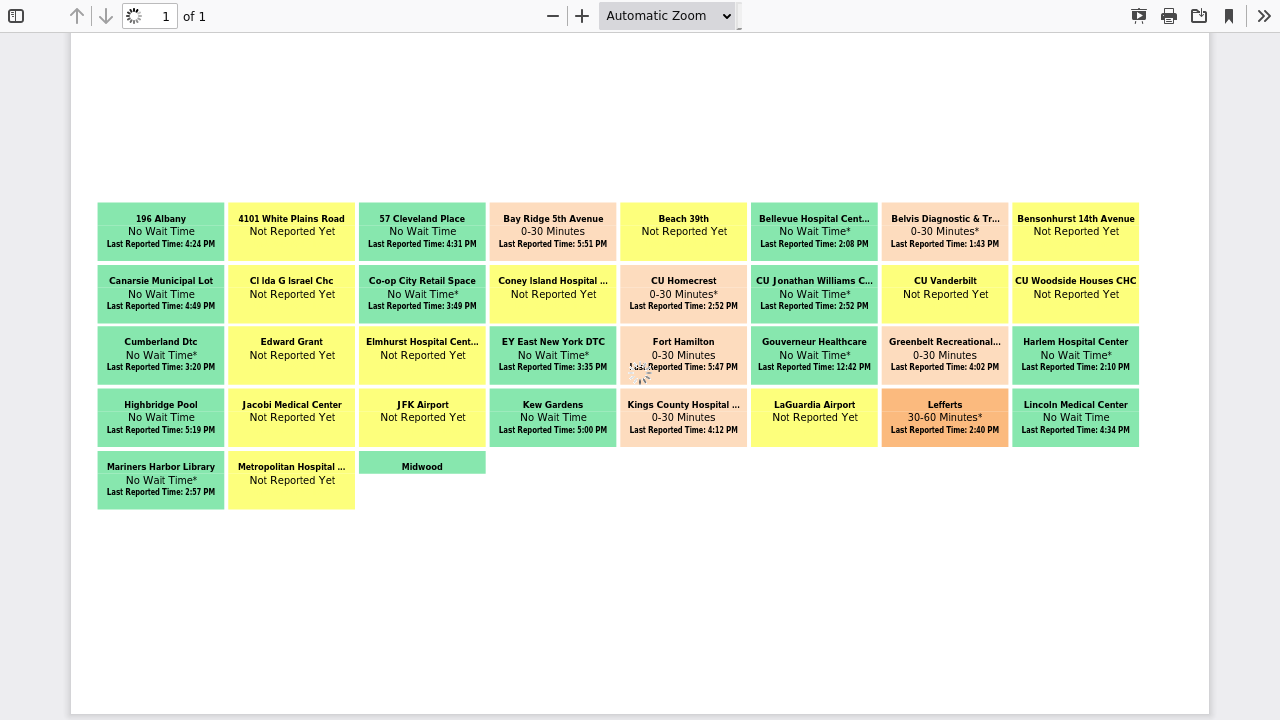 1 of 1 Automatic Zoom
196 Albany
No Wait Time
Last Reported Time: 4:24 PM
4101 White Plains Road
Not Reported Yet
57 Cleveland Place
No Wait Time
Last Reported Time: 4:31 PM
Bay Ridge 5th Avenue
0-30 Minutes
Last Reported Time: 5:51 PM
Beach 39th
Not Reported Yet
Bellevue Hospital Cent...
No Wait Time*
Last Reported Time: 2:08 PM
Belvis Diagnostic & Tr...
0-30 Minutes*
Last Reported Time: 1:43 PM
Bensonhurst 14th Avenue
Not Reported Yet
Canarsie Municipal Lot
No Wait Time
Last Reported Time: 4:49 PM
Cl Ida G Israel Chc
Not Reported Yet
Co-op City Retail Space
No Wait Time*
Last Reported Time: 3:49 PM
Coney Island Hospital ...
Not Reported Yet
CU Homecrest
0-30 Minutes*
Last Reported Time: 2:52 PM
CU Jonathan Williams C...
No Wait Time*
Last Reported Time: 2:52 PM
CU Vanderbilt
Not Reported Yet
CU Woodside Houses CHC
Not Reported Yet
Cumberland Dtc
No Wait Time*
Last Reported Time: 3:20 PM
Edward Grant
Not Reported Yet
Elmhurst Hospital Cent...
Not Reported Yet
EY East New York DTC
No Wait Time*
Last Reported Time: 3:35 PM
Fort Hamilton
0-30 Minutes
Reported Time: 5:47 PM
Gouverneur Healthcare
No Wait Time*
Last Reported Time: 12:42 PM
Greenbelt Recreational...
0-30 Minutes
Last Reported Time: 4:02 PM
Harlem Hospital Center
No Wait Time*
Last Reported Time: 2:10 PM
Highbridge Pool
No Wait Time
Last Reported Time: 5:19 PM
Jacobi Medical Center
Not Reported Yet
JFK Airport
Not Reported Yet
Kew Gardens
No Wait Time
Last Reported Time: 5:00 PM
Kings County Hospital ...
0-30 Minutes
Last Reported Time: 4:12 PM
LaGuardia Airport
Not Reported Yet
Lefferts
30-60 Minutes*
Last Reported Time: 2:40 PM
Lincoln Medical Center
No Wait Time
Last Reported Time: 4:34 PM
Mariners Harbor Library
No Wait Time*
Last Reported Time: 2:57 PM
Metropolitan Hospital ...
Not Reported Yet
Midwood